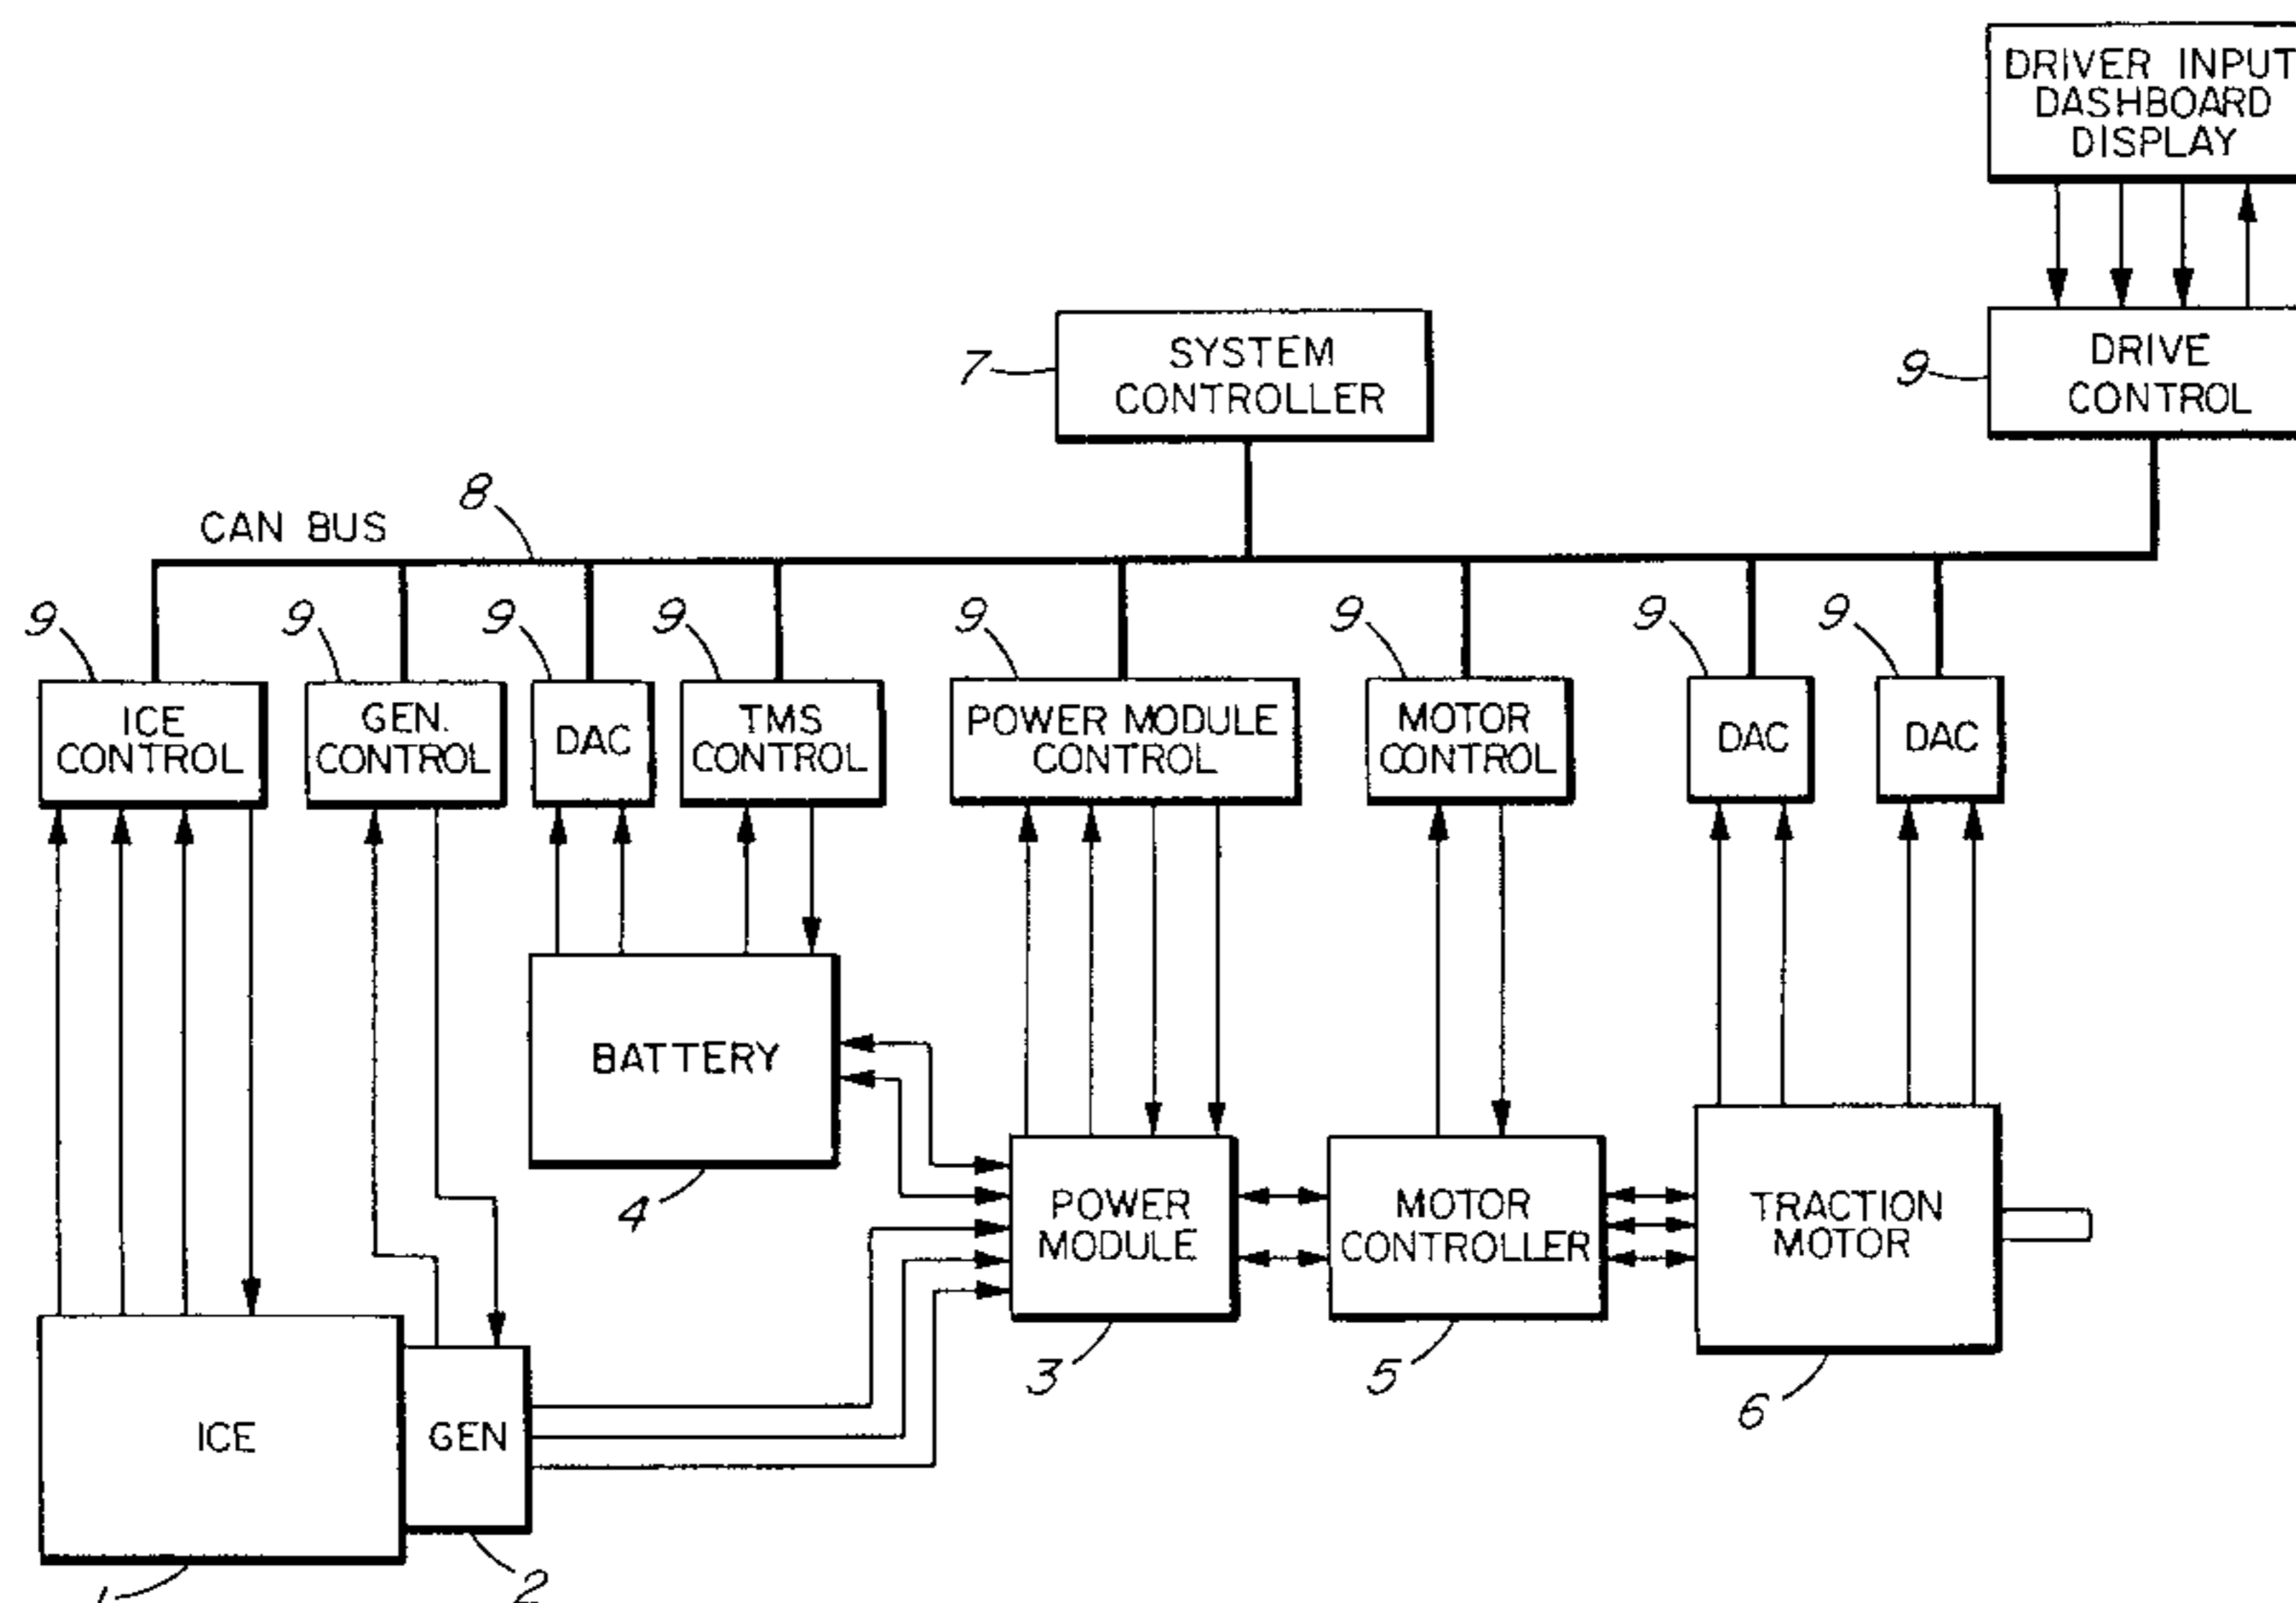 DRIVER INPUT
DASHBOARD
DISPLAY
SYSTEM
CONTROLLER
7
DRIVE
CONTROL
9
CAN BUS
8
9
9
9
9
9
9
9
9
ICE
CONTROL
GEN.
CONTROL
DAC
TMS
CONTROL
POWER MODULE
CONTROL
MOTOR
CONTROL
DAC
DAC
BATTERY
4
POWER
MODULE
3
MOTOR
CONTROLLER
5
TRACTION
MOTOR
6
ICE
GEN
1
2